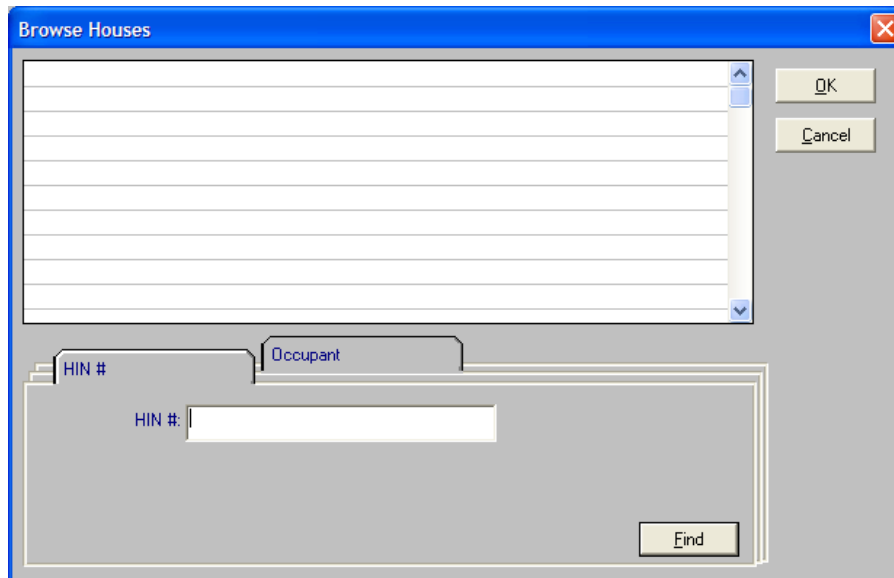 Browse Houses
OK
Cancel
HIN #
Occupant
HIN #:
Find